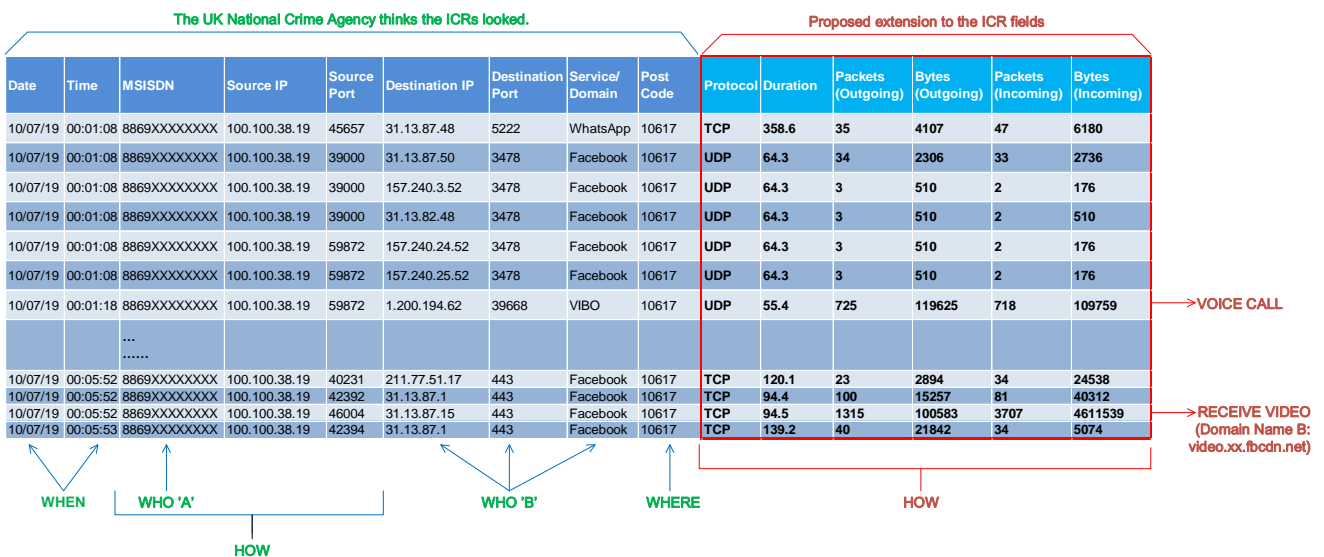 The UK National Crime Agency thinks the ICRs looked.
Proposed extension to the ICR fields
Date Time MSISDN Source IP Source Port Destination IP Destination Port Service/ Domain Post Code Protocol Duration Packets (Outgoing) Bytes (Outgoing) Packets (Incoming) Bytes (Incoming)
10/07/19 00:01:08 8869XXXXXXXX 100.100.38.19 45657 31.13.87.48 5222 WhatsApp 10617 TCP 358.6 35 4107 47 6180
10/07/19 00:01:08 8869XXXXXXXX 100.100.38.19 39000 31.13.87.50 3478 Facebook 10617 UDP 64.3 34 2306 33 2736
10/07/19 00:01:08 8869XXXXXXXX 100.100.38.19 39000 157.240.3.52 3478 Facebook 10617 UDP 64.3 3 510 2 176
10/07/19 00:01:08 8869XXXXXXXX 100.100.38.19 39000 31.13.82.48 3478 Facebook 10617 UDP 64.3 3 510 2 510
10/07/19 00:01:08 8869XXXXXXXX 100.100.38.19 59872 157.240.24.52 3478 Facebook 10617 UDP 64.3 3 510 2 176
10/07/19 00:01:08 8869XXXXXXXX 100.100.38.19 59872 157.240.25.52 3478 Facebook 10617 UDP 64.3 3 510 2 176
10/07/19 00:01:18 8869XXXXXXXX 100.100.38.19 59872 1.200.194.62 39668 VIBO 10617 UDP 55.4 725 119625 718 109759
VOICE CALL
...
......
10/07/19 00:05:52 8869XXXXXXXX 100.100.38.19 40231 211.77.51.17 443 Facebook 10617 TCP 120.1 23 2894 34 24538
10/07/19 00:05:52 8869XXXXXXXX 100.100.38.19 42392 31.13.87.1 443 Facebook 10617 TCP 94.4 100 15257 81 40312
10/07/19 00:05:52 8869XXXXXXXX 100.100.38.19 46004 31.13.87.15 443 Facebook 10617 TCP 94.5 1315 100583 3707 4611539
10/07/19 00:05:53 8869XXXXXXXX 100.100.38.19 42394 31.13.87.1 443 Facebook 10617 TCP 139.2 40 21842 34 5074
RECEIVE VIDEO
(Domain Name B:
video.xx.fbcdn.net)
WHEN WHO 'A' WHO 'B' WHERE HOW
HOW